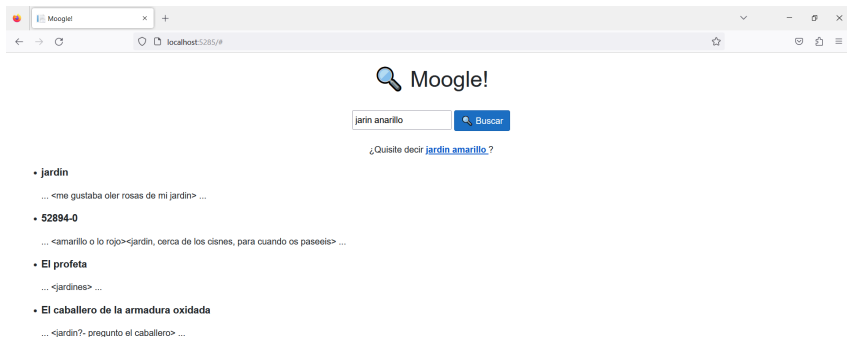 Moogle!
localhost:5285/#
Moogle!
jarin anarillo
Buscar
¿Quisite decir jardin amarillo ?
jardin
... <me gustaba oler rosas de mi jardin> ...
52894-0
... <amarillo o lo rojo><jardin, cerca de los cisnes, para cuando os paseeis> ...
El profeta
... <jardines> ...
El caballero de la armadura oxidada
... <jardin?- pregunto el caballero> ...